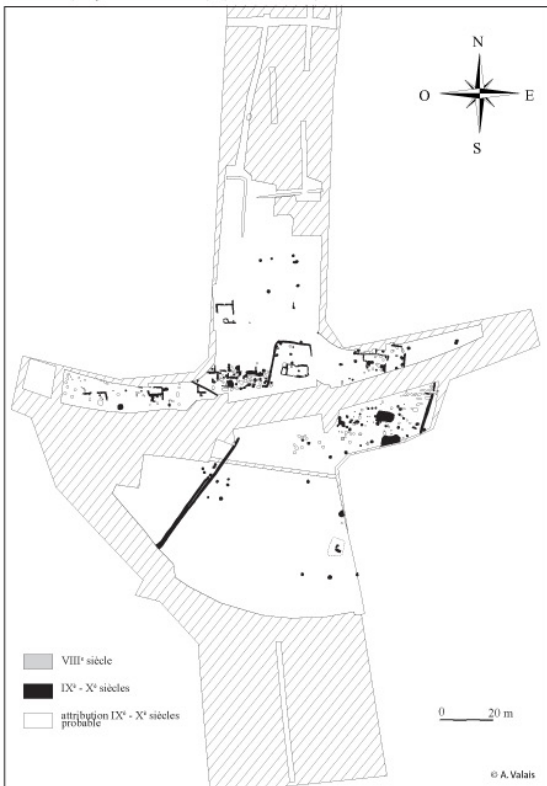 N
O E
S
VIIIᵉ siècle
IXᵉ - Xᵉ siècles
attribution IXᵉ - Xᵉ siècles
probable
0 20 m
© A. Valais